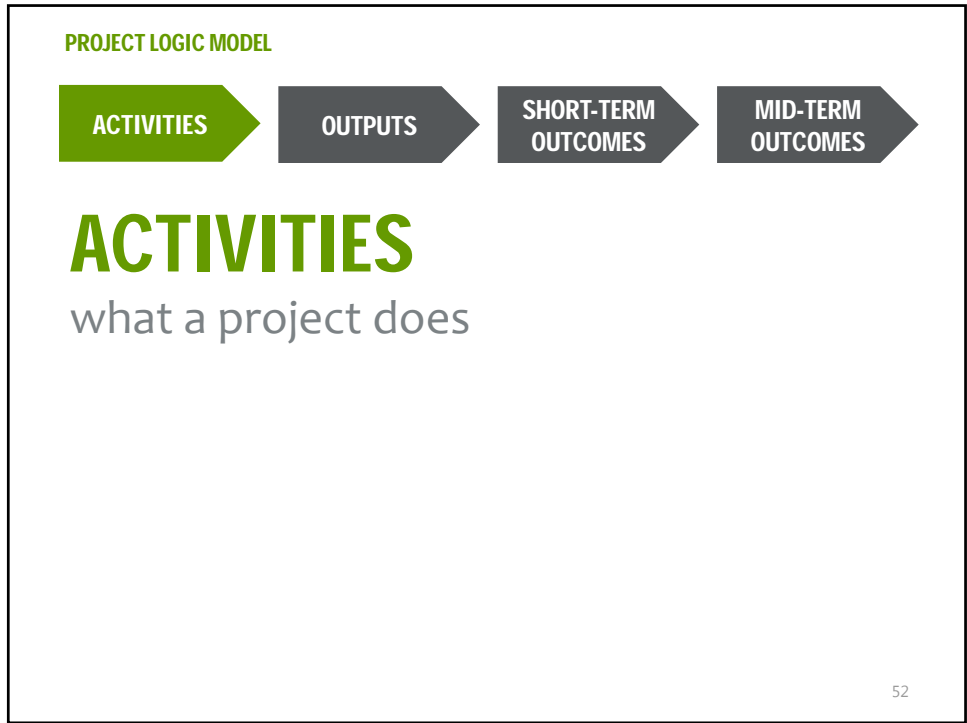 PROJECT LOGIC MODEL
ACTIVITIES
OUTPUTS
SHORT-TERM
OUTCOMES
MID-TERM
OUTCOMES
ACTIVITIES
what a project does
52